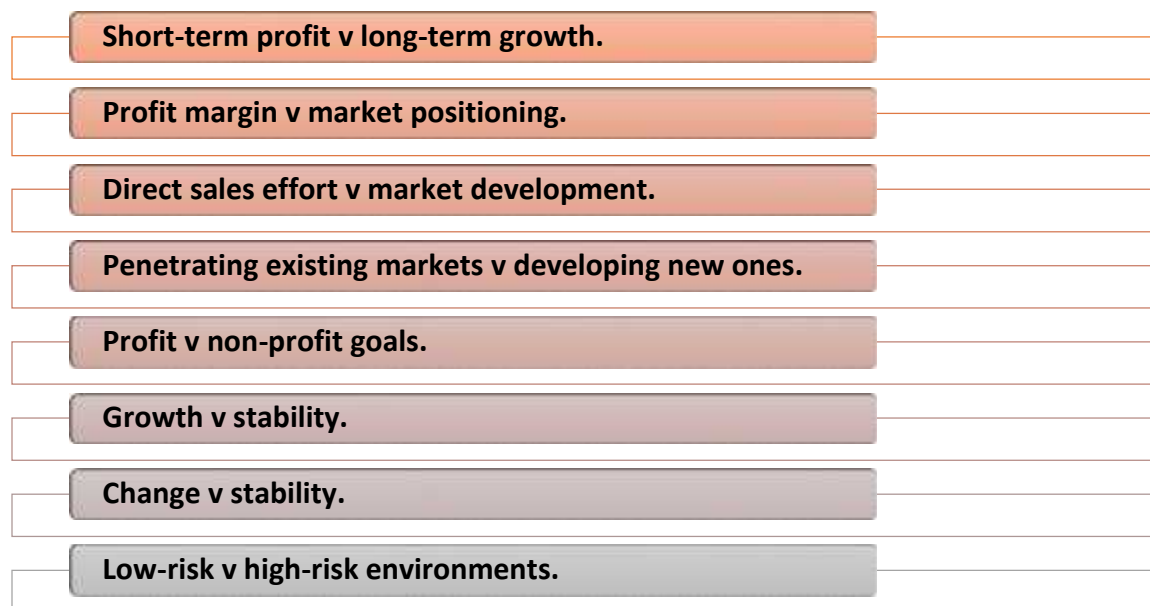 Short-term profit v long-term growth.
Profit margin v market positioning.
Direct sales effort v market development.
Penetrating existing markets v developing new ones.
Profit v non-profit goals.
Growth v stability.
Change v stability.
Low-risk v high-risk environments.